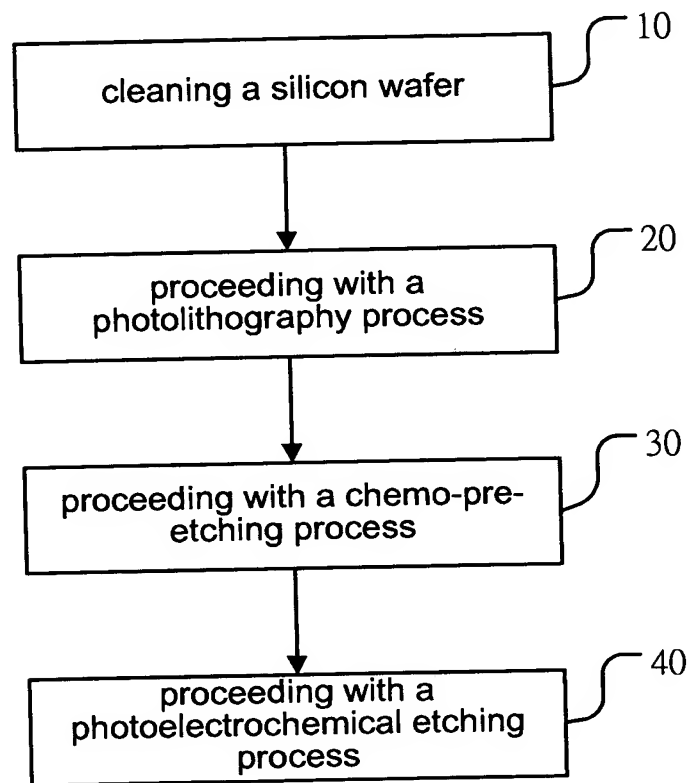 10
cleaning a silicon wafer
20
proceeding with a
photolithography process
30
proceeding with a chemo-pre-
etching process
40
proceeding with a
photoelectrochemical etching
process